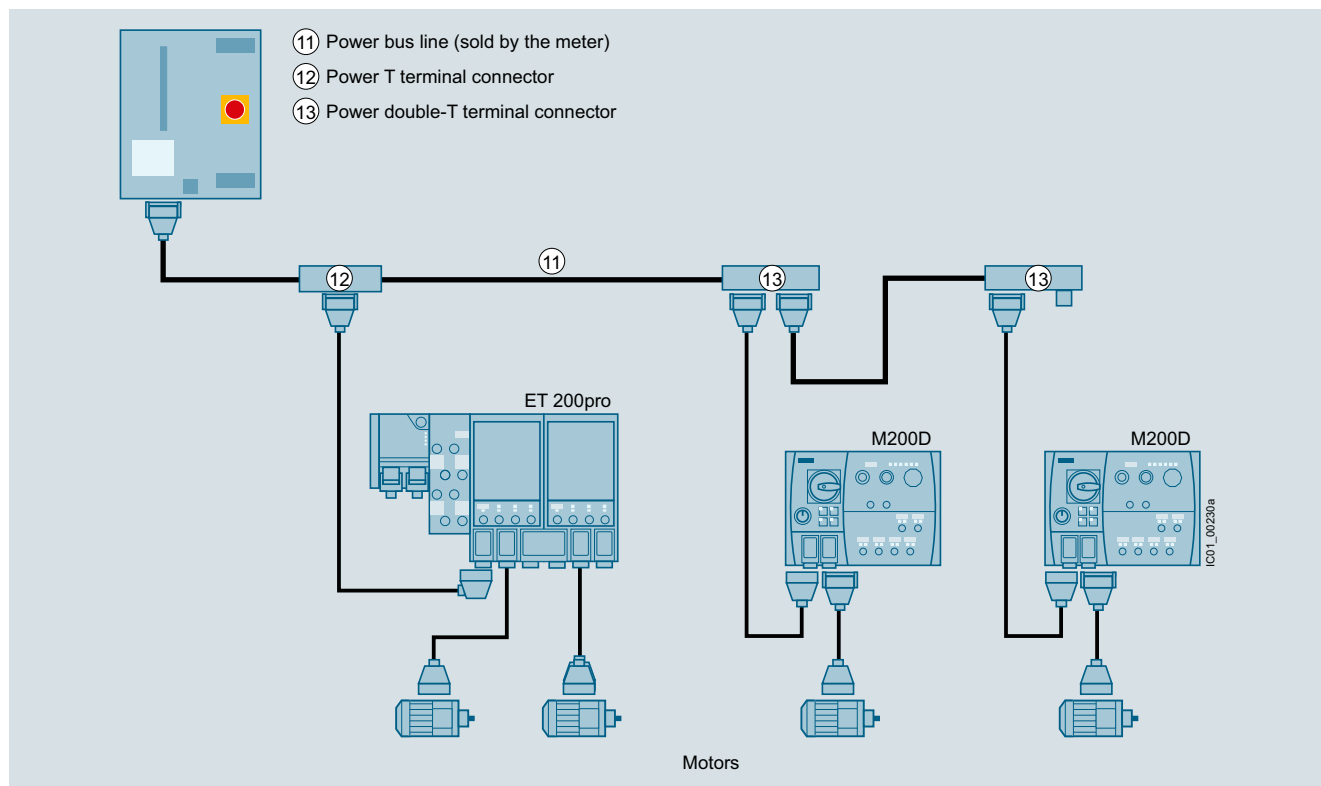 11 Power bus line (sold by the meter)
12 Power T terminal connector
13 Power double-T terminal connector
11
12
13
13
ET 200pro
M200D
M200D
IC01_00230a
Motors